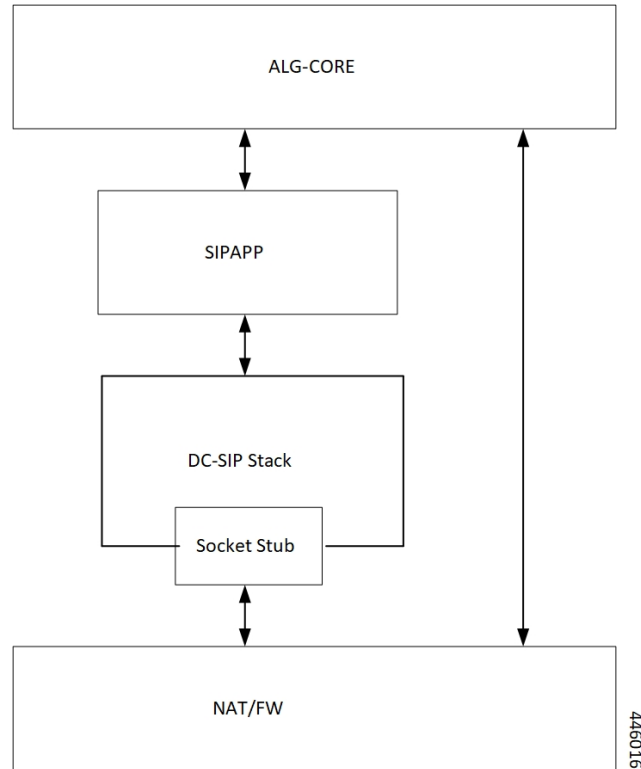 ALG-CORE
SIPAPP
DC-SIP Stack
Socket Stub
NAT/FW
446016